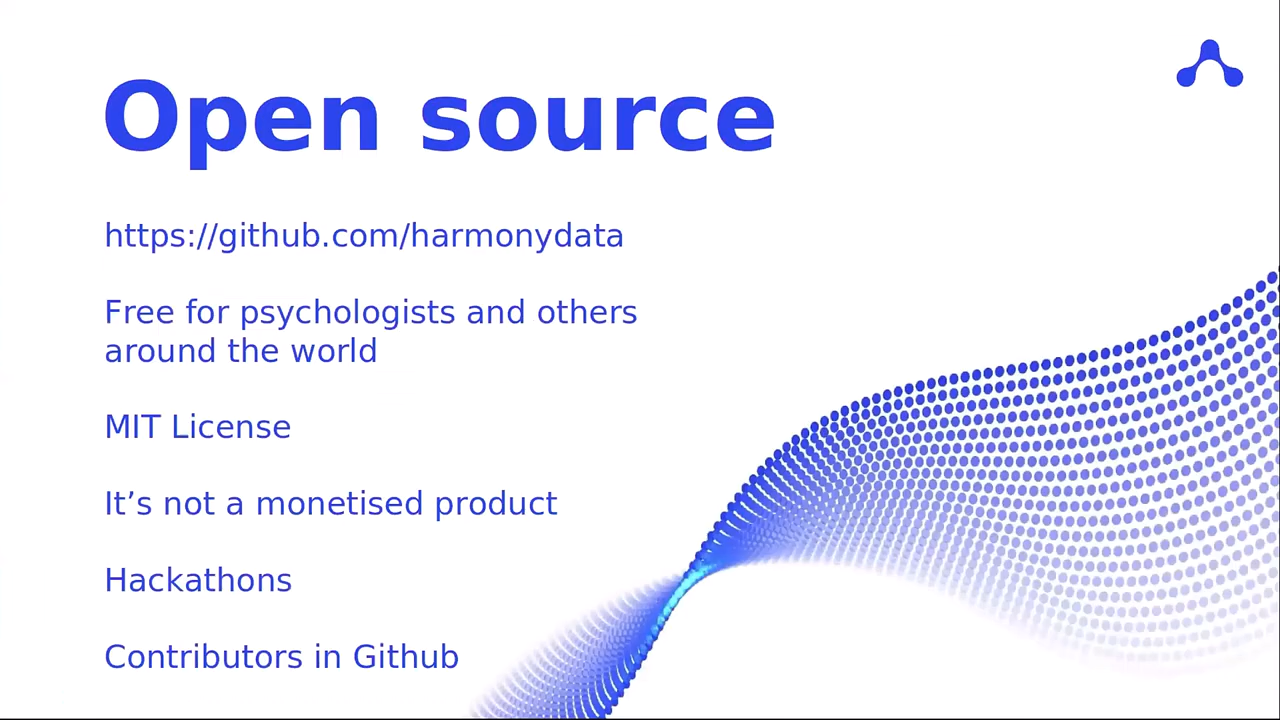 Open source
https://github.com/harmonydata
Free for psychologists and others
around the world
MIT License
It’s not a monetised product
Hackathons
Contributors in Github